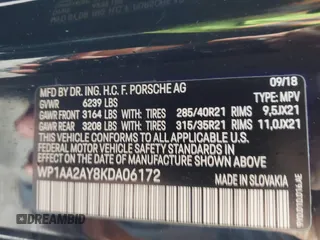 09/18
MFD BY DR. ING. H.C. F. PORSCHE AG
GVWR 6239 LBS TYPE: MPV
GAWR FRONT 3164 LBS WITH TIRES 285/40R21 RIMS 9,5JX21
GAWR REAR 3208 LBS WITH TIRES 315/35R21 RIMS 11,0JX21
THIS VEHICLE CONFORMS TO ALL APPLICABLE
FEDERAL MOTOR VEHICLE SAFETY AND
STANDARDS IN EFFECT ON THE DATE OF
MANUFACTURE SHOWN ABOVE
WP1AA2AY8KDA06172
MADE IN SLOVAKIA